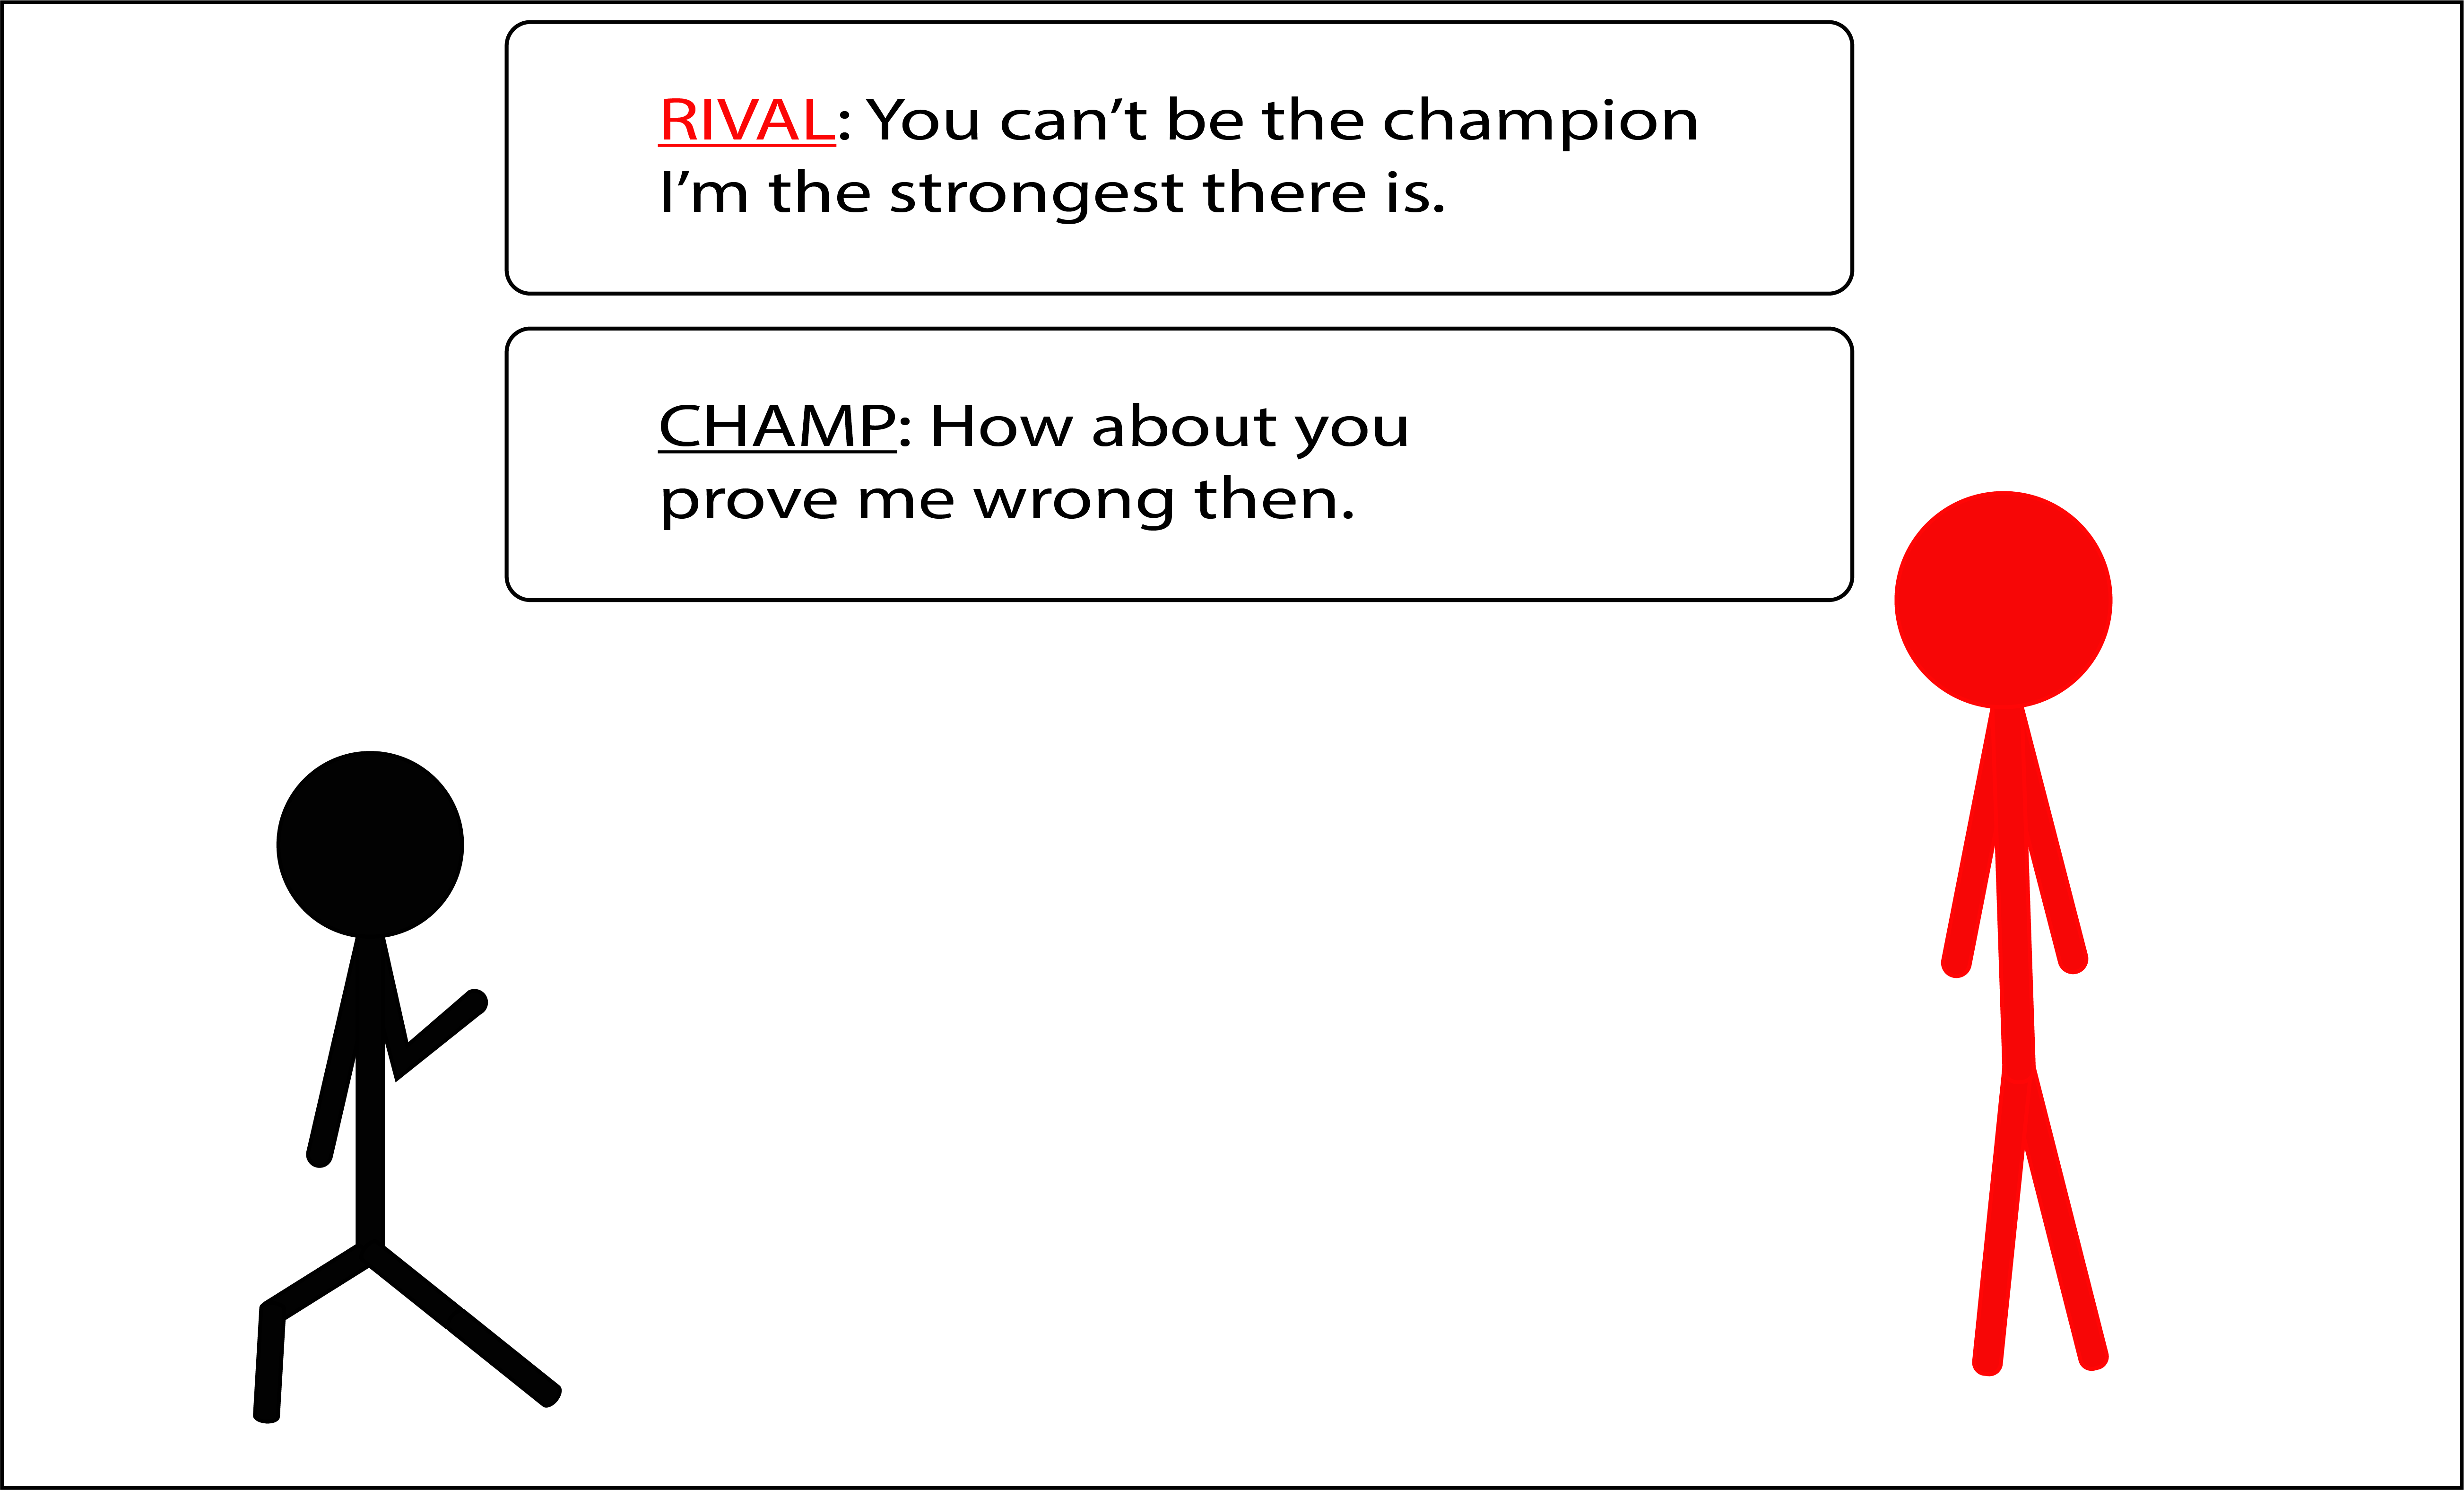 RIVAL: You can’t be the champion
I’m the strongest there is.
CHAMP: How about you
prove me wrong then.